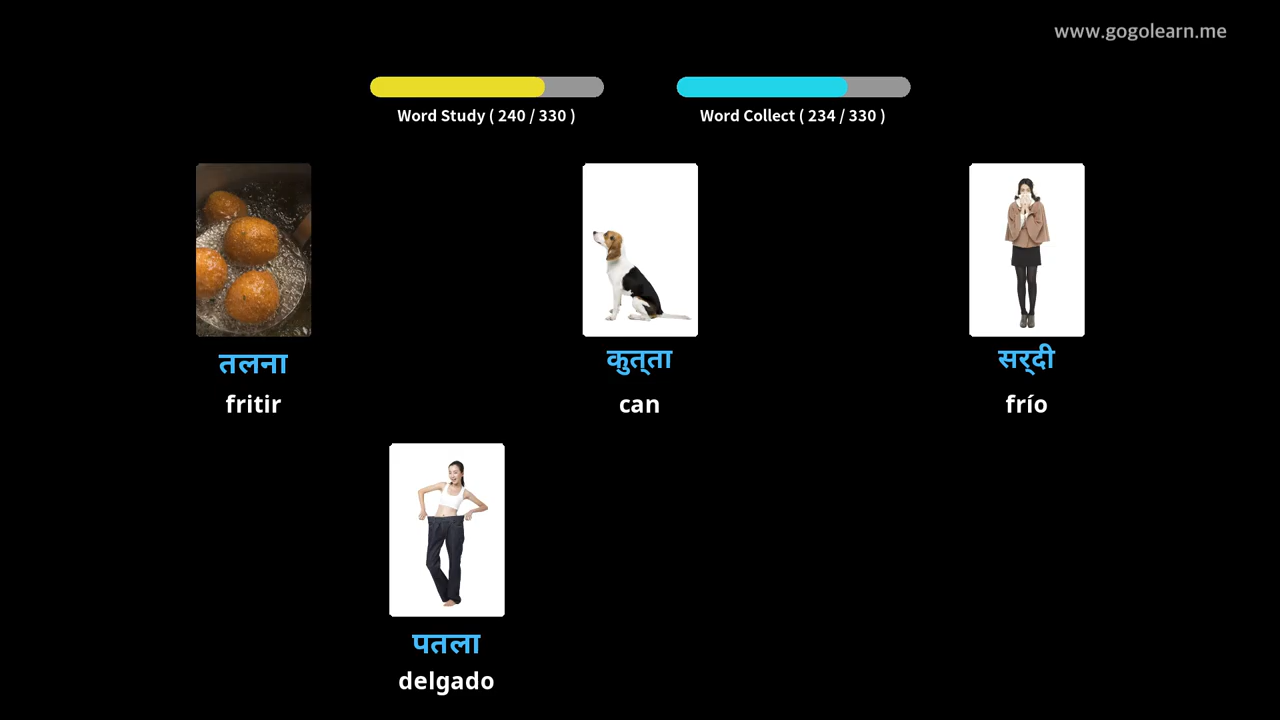 www.gogolearn.me
Word Study ( 240 / 330 )
Word Collect ( 234 / 330 )
तलना
कुत्ता
सर्दी
fritir
can
frío
पतला
delgado